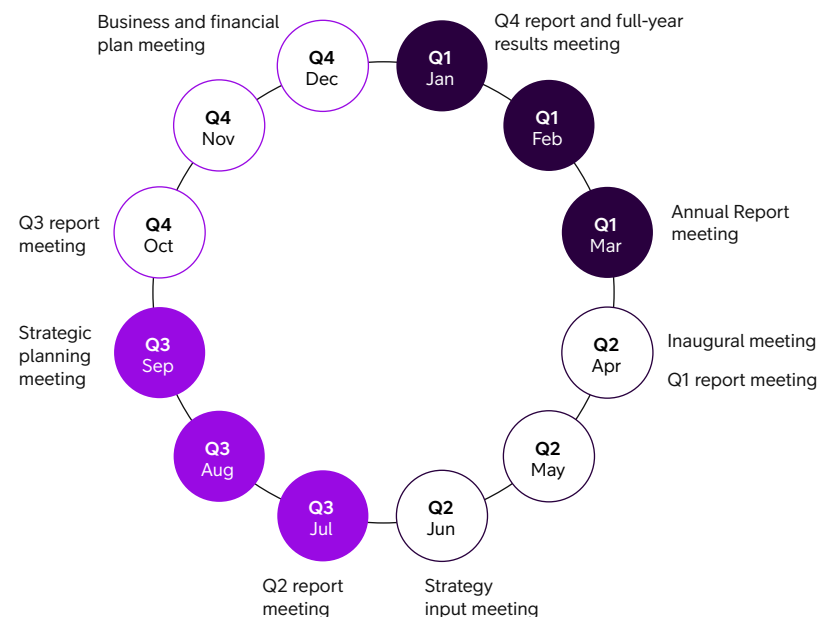 Business and financial
plan meeting
Q4 report and full-year
results meeting
Q4
Dec
Q1
Jan
Q4
Nov
Q1
Feb
Q3 report
meeting
Q4
Oct
Q1
Mar
Annual Report
meeting
Strategic
planning
meeting
Q3
Sep
Q2
Apr
Inaugural meeting
Q1 report meeting
Q3
Aug
Q2
May
Q3
Jul
Q2
Jun
Q2 report
meeting
Strategy
input meeting